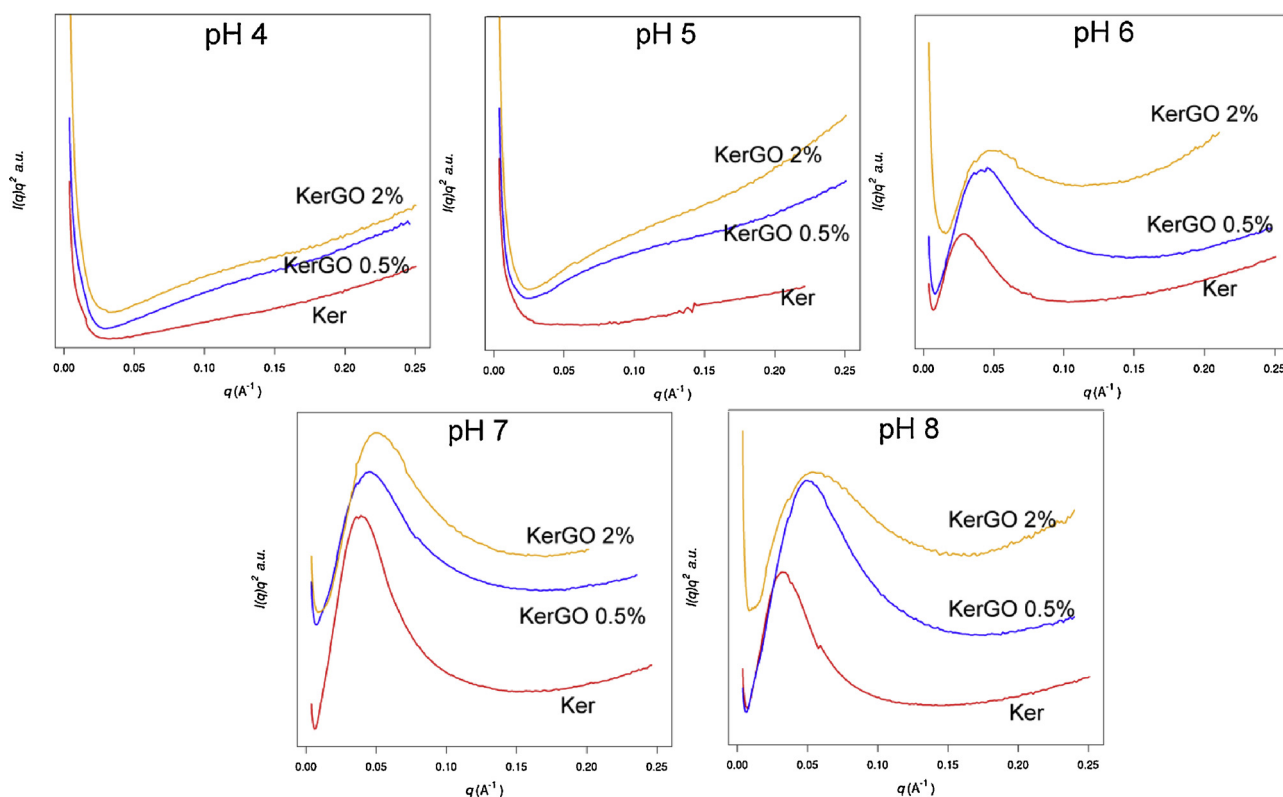 pH 4
I(q)q² a.u.
KerGO 2%
KerGO 0.5%
Ker
0.00 0.05 0.10 0.15 0.20 0.25
q (A⁻¹)
pH 5
I(q)q² a.u.
KerGO 2%
KerGO 0.5%
Ker
0.00 0.05 0.10 0.15 0.20 0.25
q (A⁻¹)
pH 6
I(q)q² a.u.
KerGO 2%
KerGO 0.5%
Ker
0.00 0.05 0.10 0.15 0.20 0.25
q (A⁻¹)
pH 7
I(q)q² a.u.
KerGO 2%
KerGO 0.5%
Ker
0.00 0.05 0.10 0.15 0.20 0.25
q (A⁻¹)
pH 8
I(q)q² a.u.
KerGO 2%
KerGO 0.5%
Ker
0.00 0.05 0.10 0.15 0.20 0.25
q (A⁻¹)